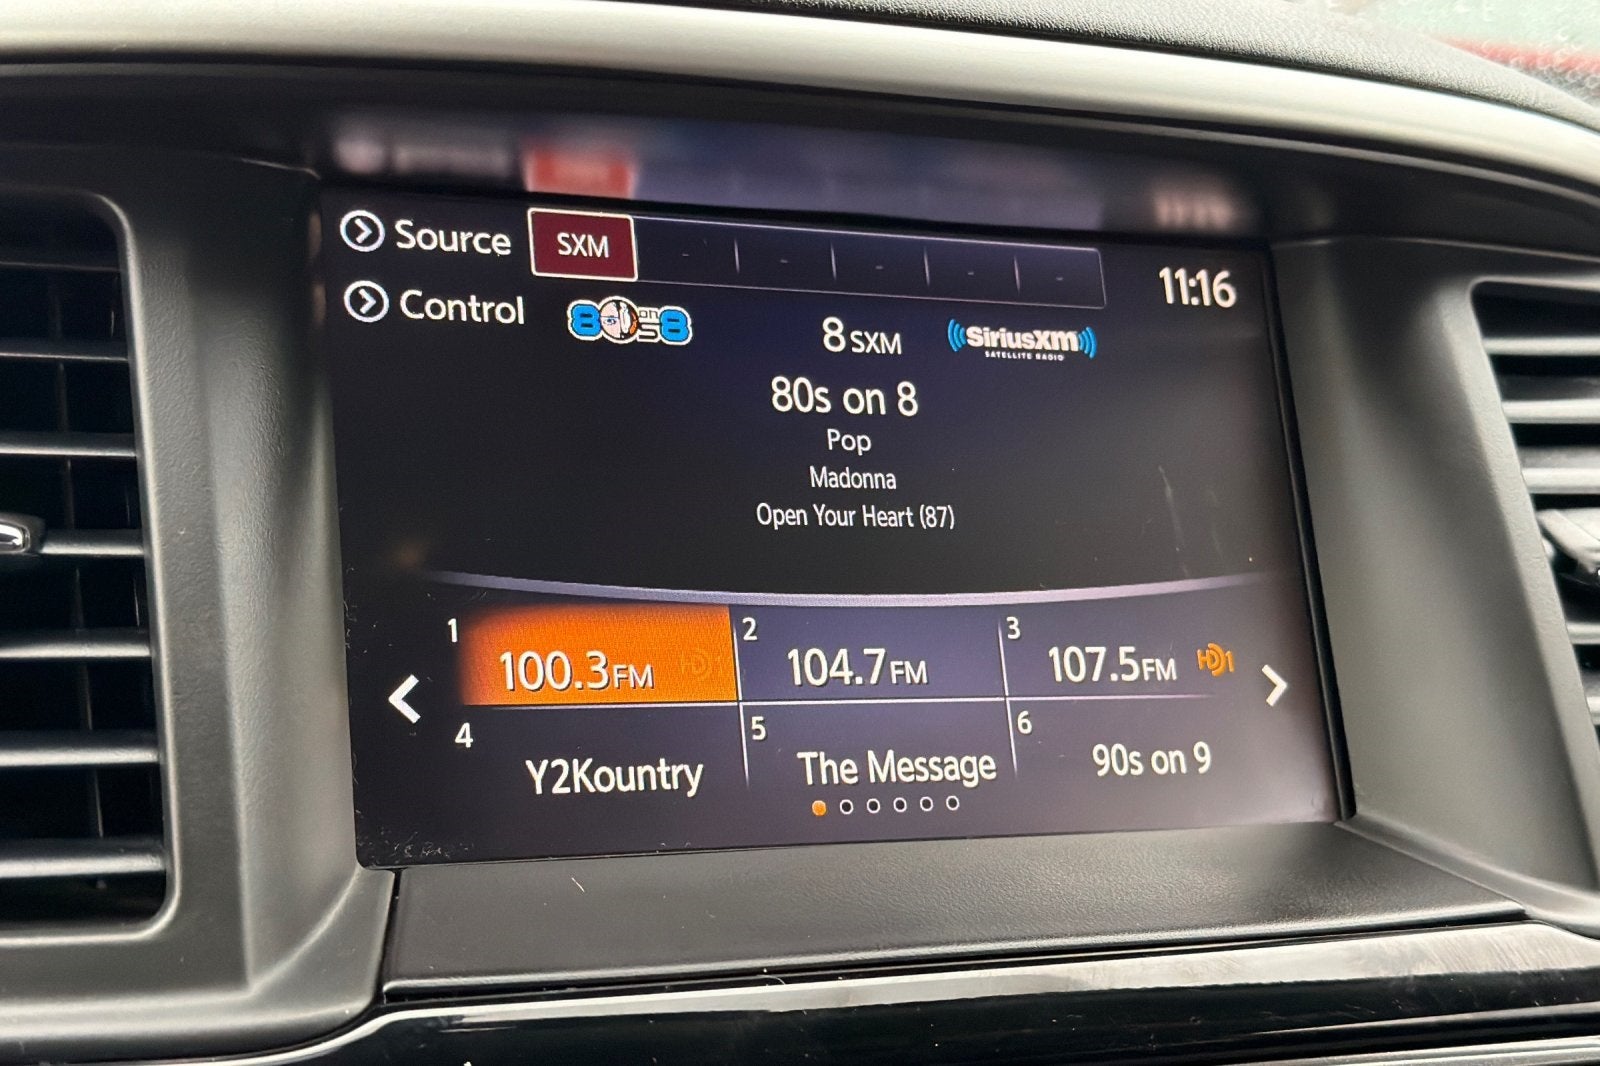 Source
SXM
11:16
Control
80s on 8
8 SXM
SiriusXM
SATELLITE RADIO
80s on 8
Pop
Madonna
Open Your Heart (87)
1
100.3FM
HD1
2
104.7FM
3
107.5FM
HD1
4
Y2Kountry
5
The Message
6
90s on 9